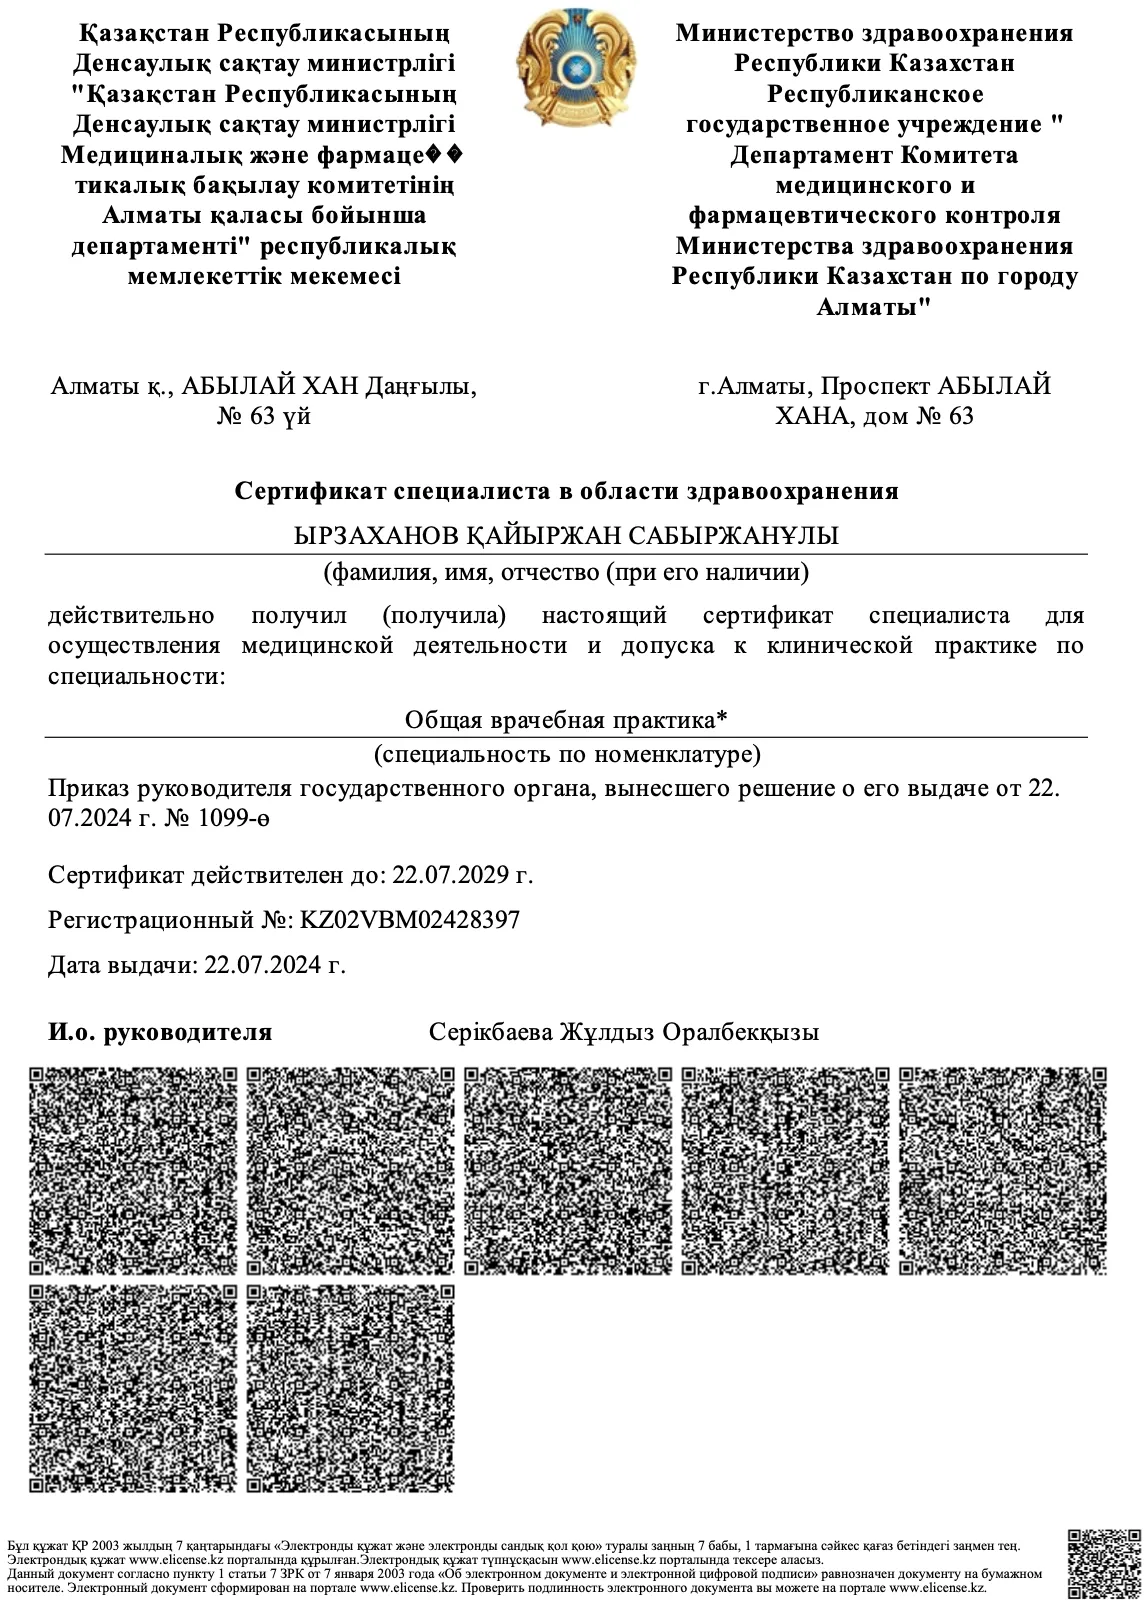 Қазақстан Республикасының
Денсаулық сақтау министрлігі
"Қазақстан Республикасының
Денсаулық сақтау министрлігі
Медициналық және фармаце��
тикалық бақылау комитетінің
Алматы қаласы бойынша
департаменті" республикалық
мемлекеттік мекемесі
Министерство здравоохранения
Республики Казахстан
Республиканское
государственное учреждение "
Департамент Комитета
медицинского и
фармацевтического контроля
Министерства здравоохранения
Республики Казахстан по городу
Алматы"
Алматы қ., АБЫЛАЙ ХАН Даңғылы,
№ 63 үй
г.Алматы, Проспект АБЫЛАЙ
ХАНА, дом № 63
Сертификат специалиста в области здравоохранения
ЫРЗАХАНОВ ҚАЙЫРЖАН САБЫРЖАНҰЛЫ
(фамилия, имя, отчество (при его наличии)
действительно получил (получила) настоящий сертификат специалиста для
осуществления медицинской деятельности и допуска к клинической практике по
специальности:
Общая врачебная практика*
(специальность по номенклатуре)
Приказ руководителя государственного органа, вынесшего решение о его выдаче от 22.
07.2024 г. № 1099-ө
Сертификат действителен до: 22.07.2029 г.
Регистрационный №: KZ02VBM02428397
Дата выдачи: 22.07.2024 г.
И.о. руководителя Серікбаева Жұлдыз Оралбекқызы
Бұл құжат ҚР 2003 жылдың 7 қаңтарындағы «Электронды құжат және электронды сандық қол қою» туралы заңның 7 бабы, 1 тармағына сәйкес қағаз бетіндегі заңмен тең.
Электрондық құжат www.elicense.kz порталында құрылған.Электрондық құжат түпнұсқасын www.elicense.kz порталында тексере аласыз.
Данный документ согласно пункту 1 статьи 7 ЗРК от 7 января 2003 года «Об электронном документе и электронной цифровой подписи» равнозначен документу на бумажном
носителе. Электронный документ сформирован на портале www.elicense.kz. Проверить подлинность электронного документа вы можете на портале www.elicense.kz.